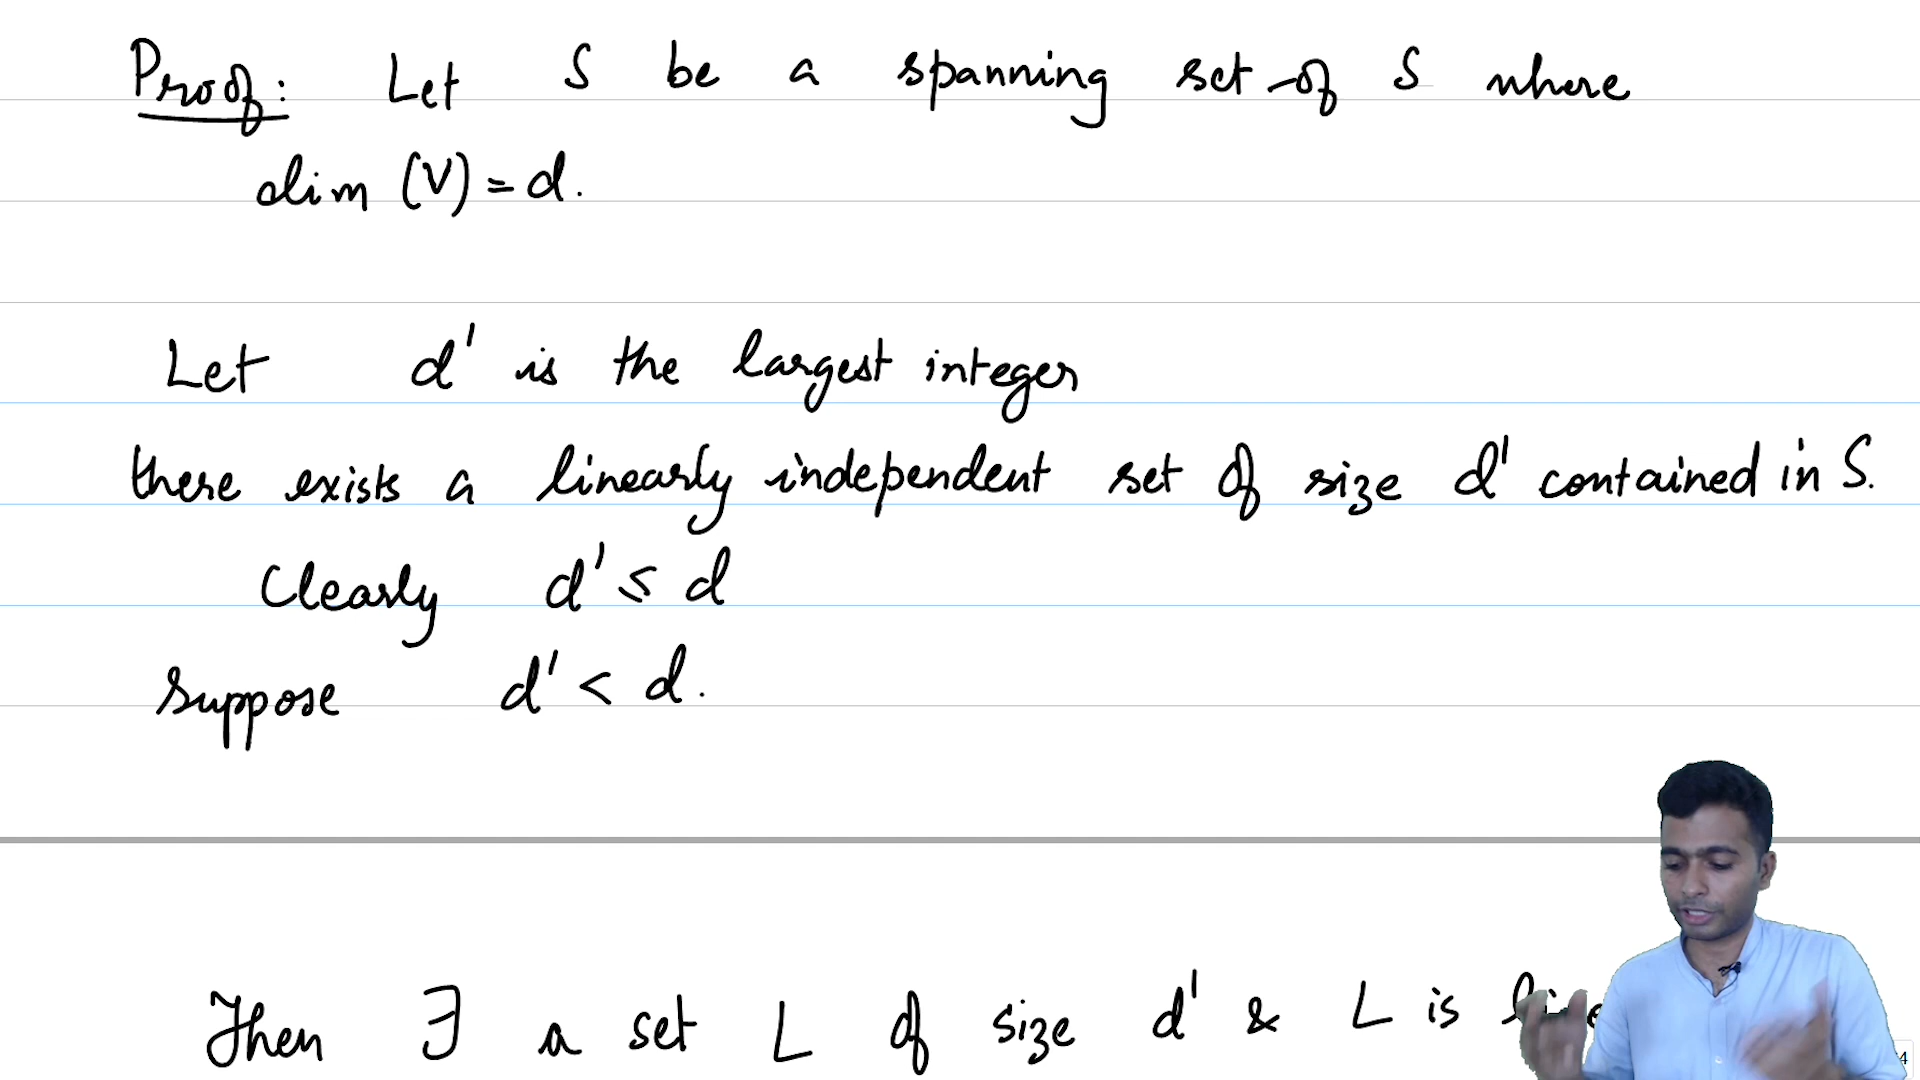 Proof: Let S be a spanning set of S where
dim (V) = d.
Let d' is the largest integer
there exists a linearly independent set of size d' contained in S.
Clearly d' ≤ d
suppose d' < d.
Then ∃ a set L of size d' & L is
4